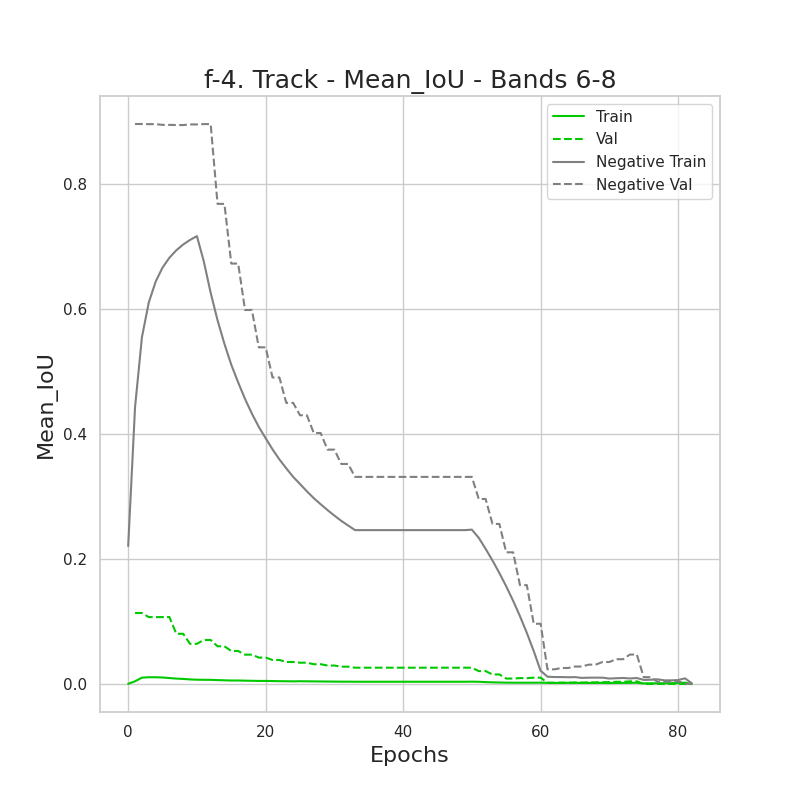 f-4. Track - Mean_IoU - Bands 6-8
Train
Val
Negative Train
Negative Val
Mean_IoU
0.8
0.6
0.4
0.2
0.0
0
20
40
60
80
Epochs